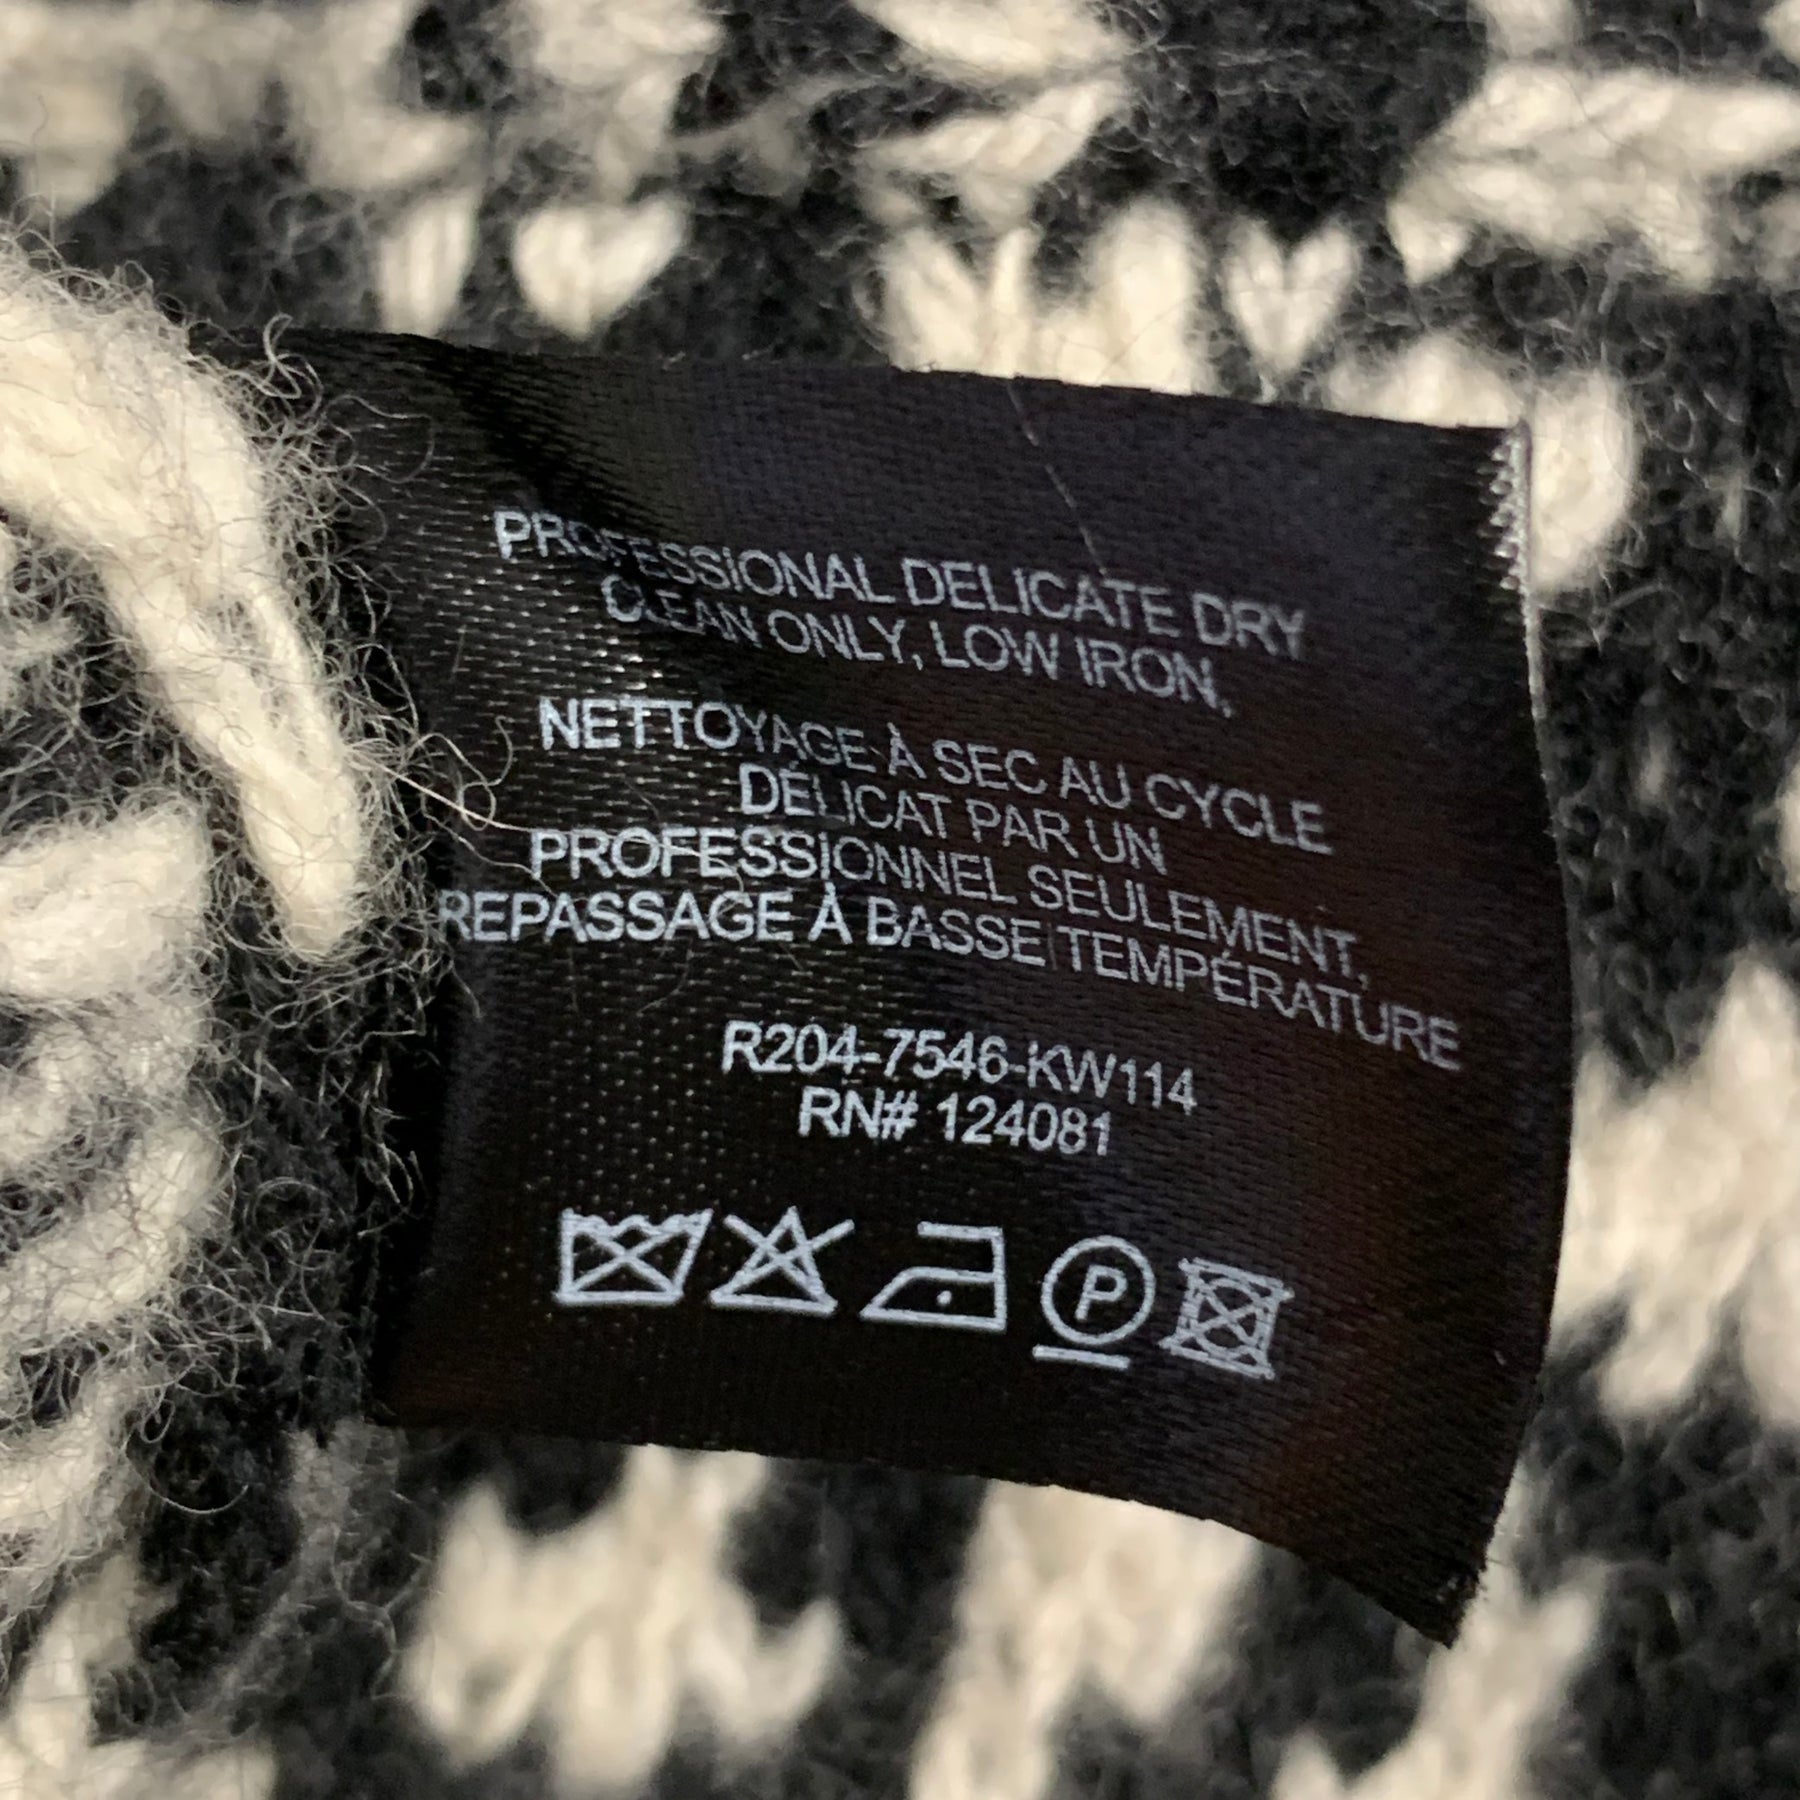 PROFESSIONAL DELICATE DRY
CLEAN ONLY, LOW IRON,
NETTOYAGE À SEC AU CYCLE
DÉLICAT PAR UN
PROFESSIONNEL SEULEMENT,
REPASSAGE À BASSE TEMPÉRATURE
R204-7546-KW114
RN# 124081
P